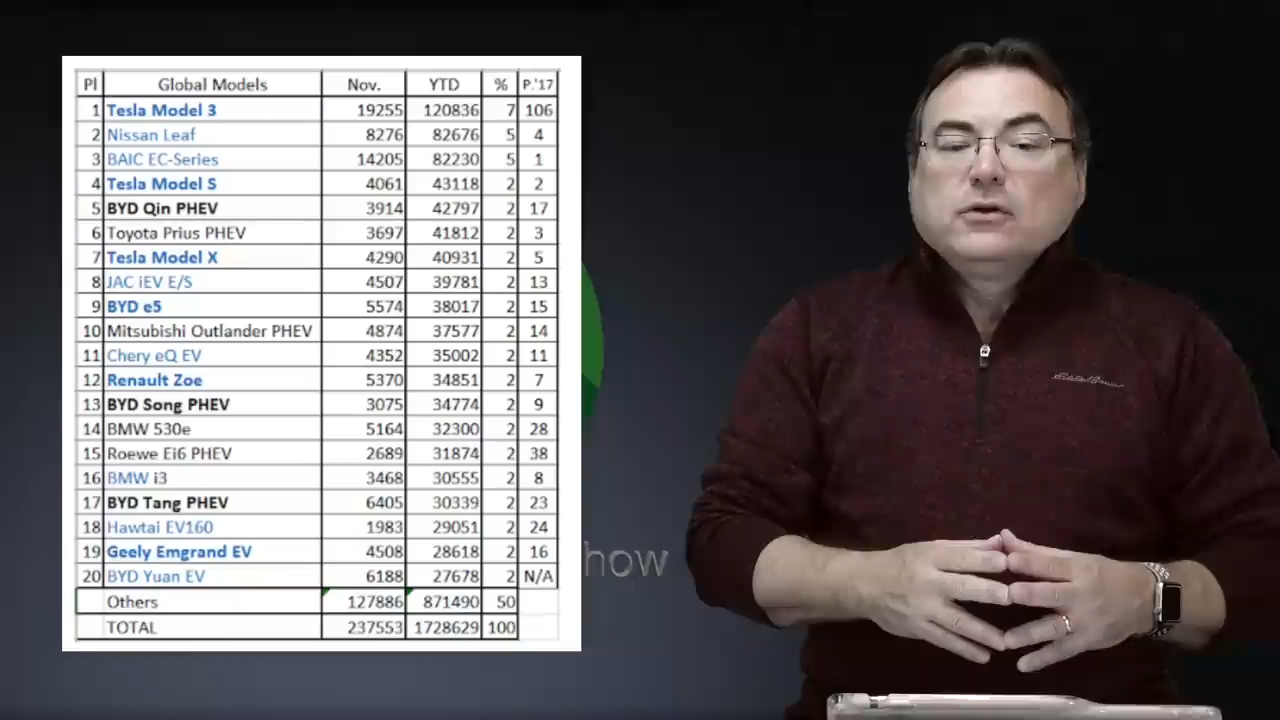 Pl Global Models Nov. YTD % P.'17
1 Tesla Model 3 19255 120836 7 106
2 Nissan Leaf 8276 82676 5 4
3 BAIC EC-Series 14205 82230 5 1
4 Tesla Model S 4061 43118 2 2
5 BYD Qin PHEV 3914 42797 2 17
6 Toyota Prius PHEV 3697 41812 2 3
7 Tesla Model X 4290 40931 2 5
8 JAC iEV E/S 4507 39781 2 13
9 BYD e5 5574 38017 2 15
10 Mitsubishi Outlander PHEV 4874 37577 2 14
11 Chery eQ EV 4352 35002 2 11
12 Renault Zoe 5370 34851 2 7
13 BYD Song PHEV 3075 34774 2 9
14 BMW 530e 5164 32300 2 28
15 Roewe Ei6 PHEV 2689 31874 2 38
16 BMW i3 3468 30555 2 8
17 BYD Tang PHEV 6405 30339 2 23
18 Hawtai EV160 1983 29051 2 24
19 Geely Emgrand EV 4508 28618 2 16
20 BYD Yuan EV 6188 27678 2 N/A
Others 127886 871490 50
TOTAL 237553 1728629 100
how
Eddie Bauer